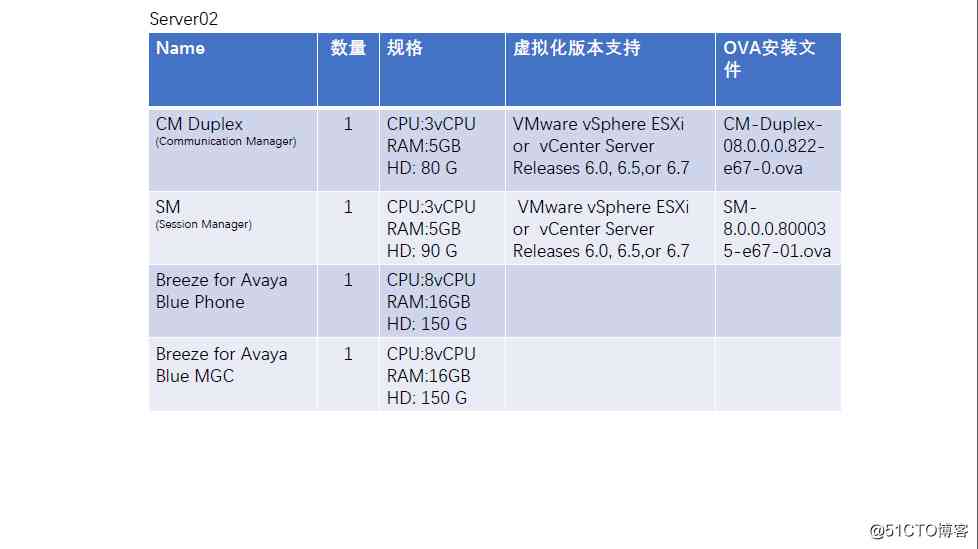 Server02
Name
数量
规格
虚拟化版本支持
OVA安装文
件
CM Duplex
(Communication Manager)
1
CPU:3vCPU
RAM:5GB
HD: 80 G
VMware vSphere ESXi
or vCenter Server
Releases 6.0, 6.5,or 6.7
CM-Duplex-
08.0.0.0.822-
e67-0.ova
SM
(Session Manager)
1
CPU:3vCPU
RAM:5GB
HD: 90 G
VMware vSphere ESXi
or vCenter Server
Releases 6.0, 6.5,or 6.7
SM-
8.0.0.0.80003
5-e67-01.ova
Breeze for Avaya
Blue Phone
1
CPU:8vCPU
RAM:16GB
HD: 150 G
Breeze for Avaya
Blue MGC
1
CPU:8vCPU
RAM:16GB
HD: 150 G
@51CTO博客